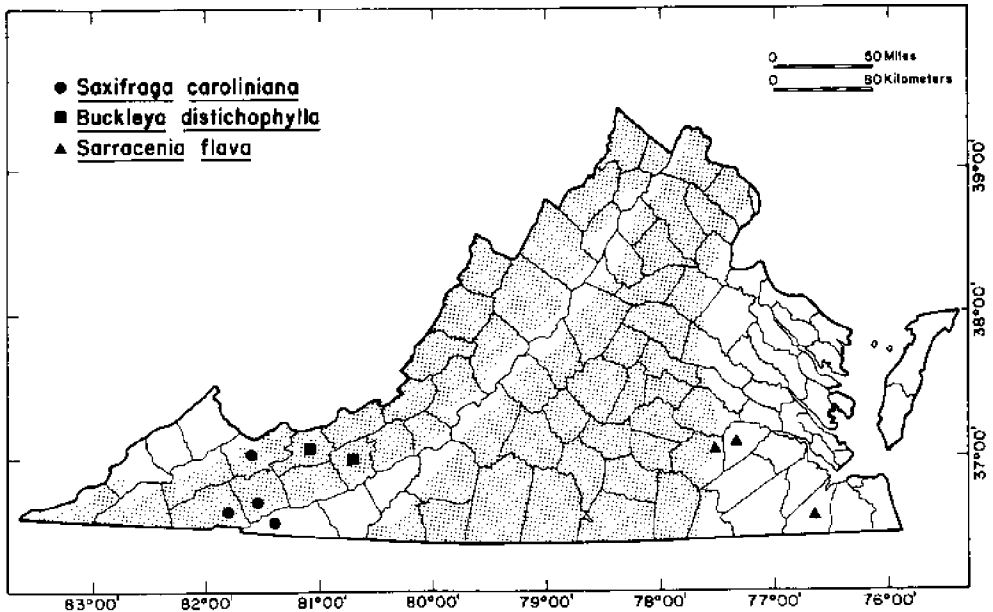 0 50 Miles
0 80 Kilometers
Saxifraga caroliniana
Buckleya distichophylla
Sarracenia flava
39°00'
38°00'
37°00'
83°00' 82°00' 81°00' 80°00' 79°00' 78°00' 77°00' 76°00'